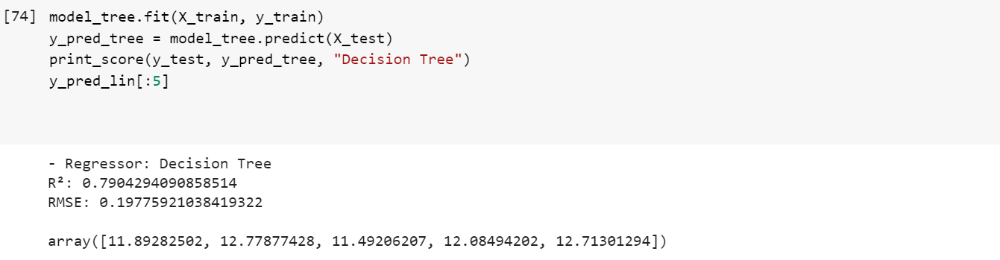 [74] model_tree.fit(X_train, y_train)
y_pred_tree = model_tree.predict(X_test)
print_score(y_test, y_pred_tree, "Decision Tree")
y_pred_lin[:5]
- Regressor: Decision Tree
R²: 0.7904294090858514
RMSE: 0.19775921038419322
array([11.89282502, 12.77877428, 11.49206207, 12.08494202, 12.71301294])